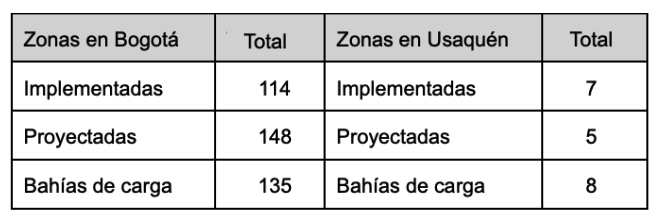 Zonas en Bogotá Total Zonas en Usaquén Total
Implementadas 114 Implementadas 7
Proyectadas 148 Proyectadas 5
Bahías de carga 135 Bahías de carga 8